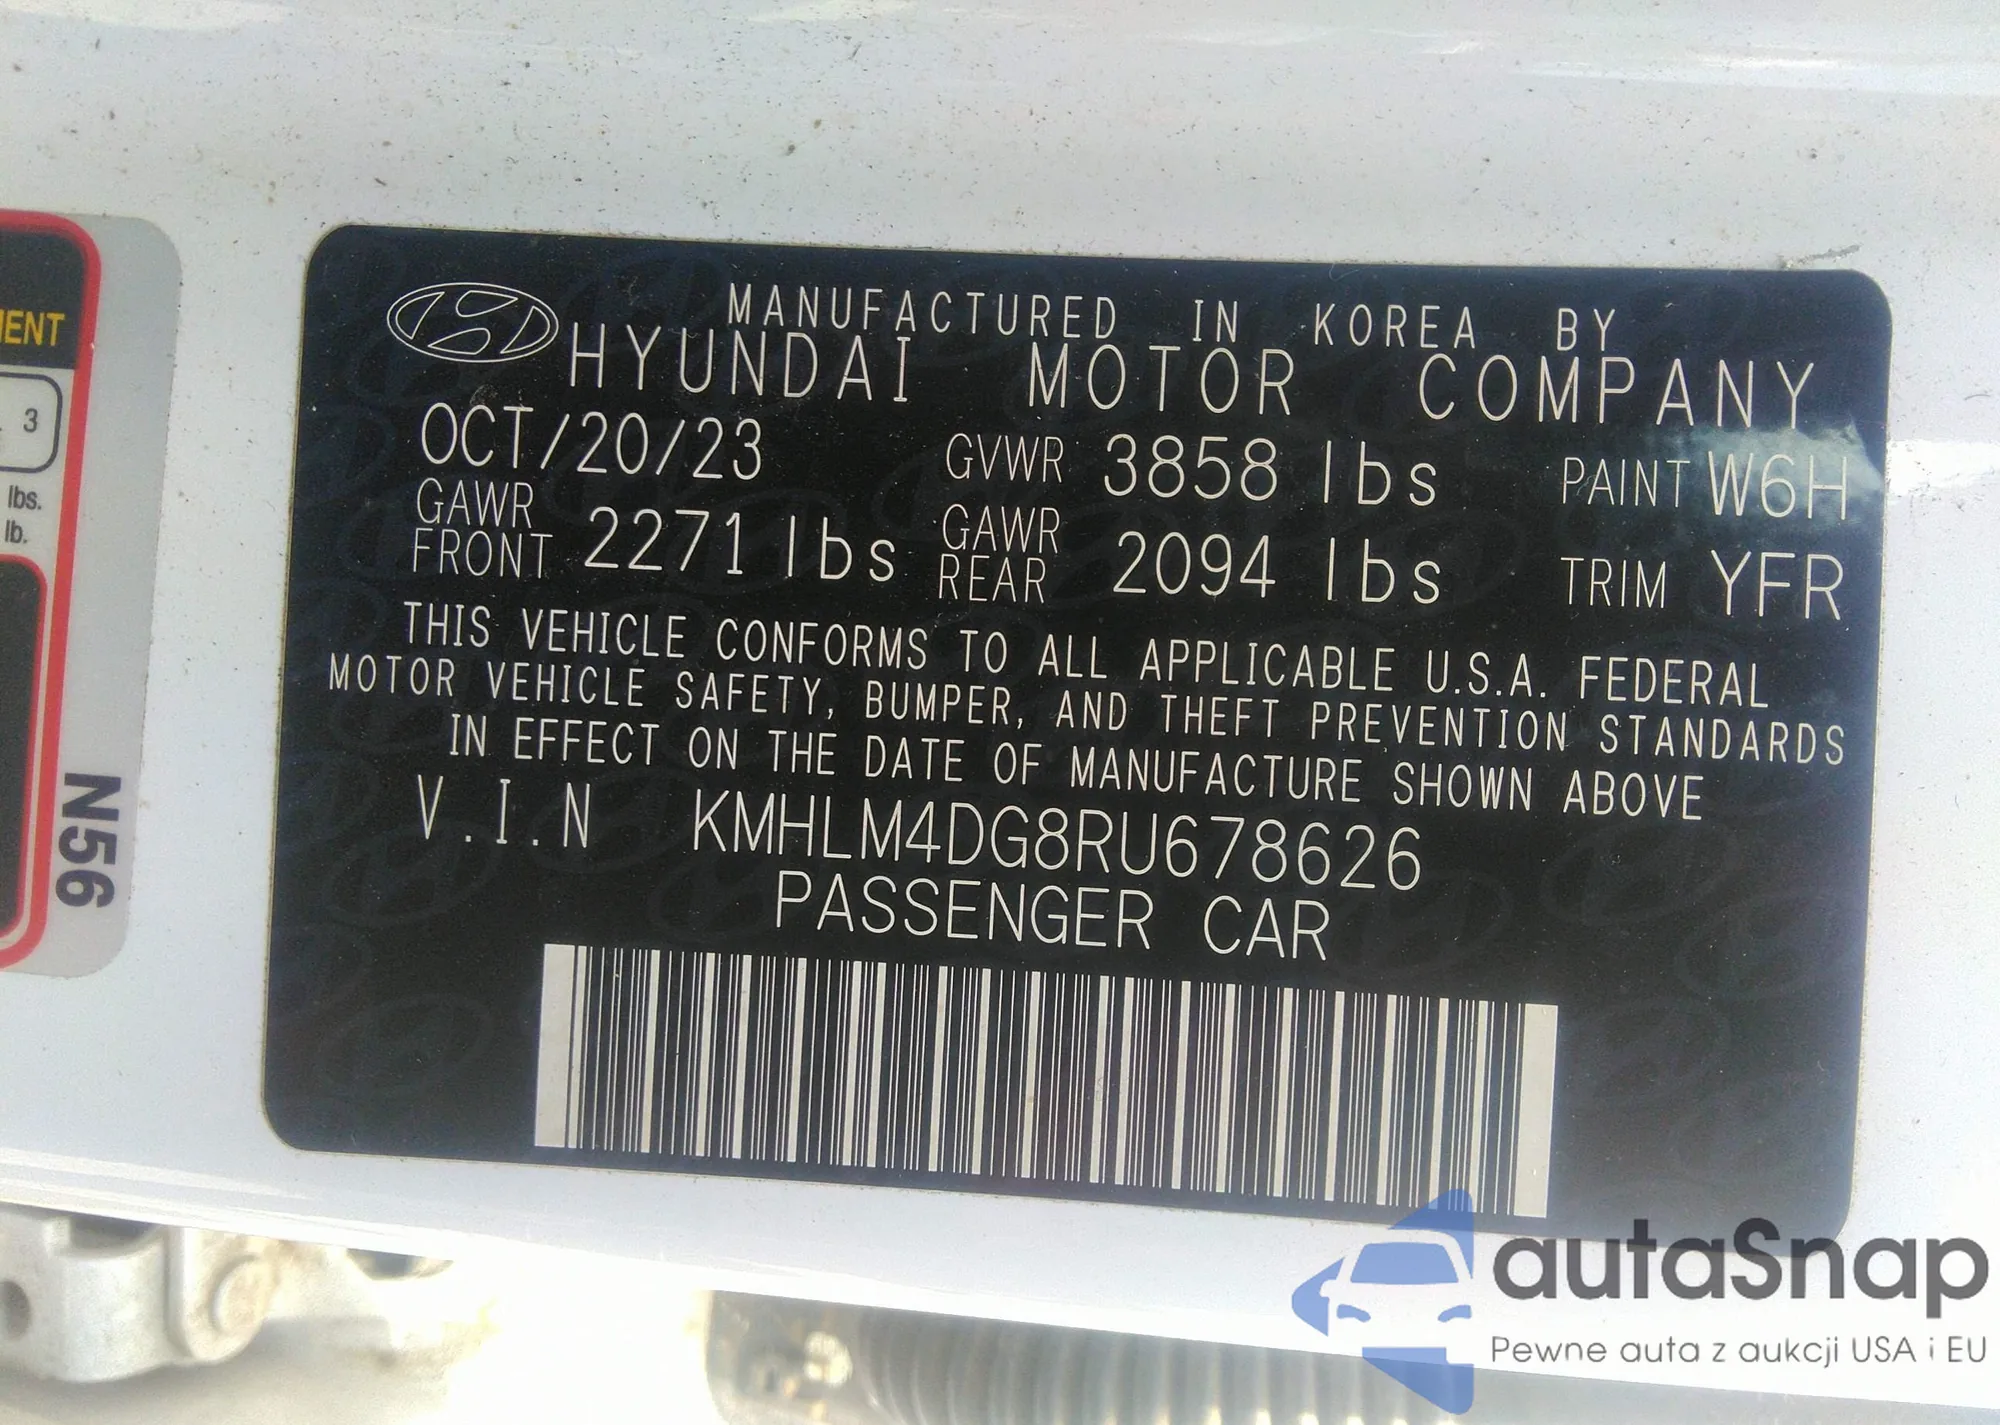 MANUFACTURED IN KOREA BY
HYUNDAI MOTOR COMPANY
OCT/20/23 GVWR 3858 lbs PAINT W6H
GAWR FRONT 2271 lbs GAWR REAR 2094 lbs TRIM YFR
THIS VEHICLE CONFORMS TO ALL APPLICABLE U.S.A. FEDERAL
MOTOR VEHICLE SAFETY, BUMPER, AND THEFT PREVENTION STANDARDS
IN EFFECT ON THE DATE OF MANUFACTURE SHOWN ABOVE
V.I.N KMHLM4DG8RU678626
PASSENGER CAR
3
lbs.
lb.
N56
autaSnap
Pewne auta z aukcji USA i EU